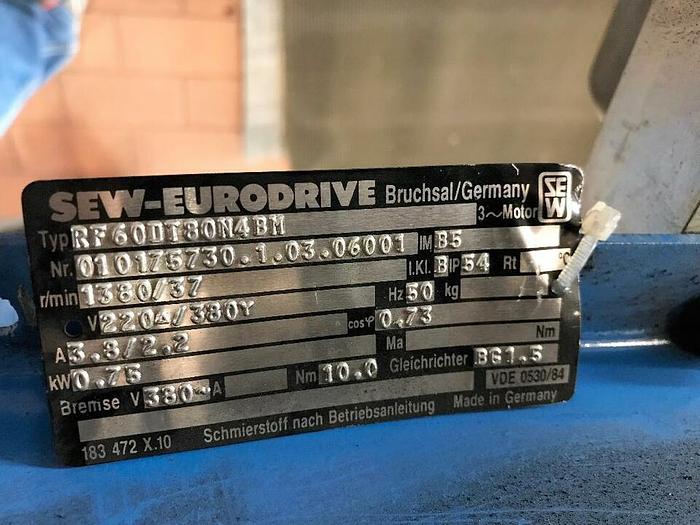 SEW-EURODRIVE Bruchsal/Germany SEW
Typ RF60DT80N4BM 3~Motor
Nr. 010175730.1.03.06001 IM B5
r/min 1380/37 I.Kl. B IP 54 Rt °C
V 220△/380Y Hz 50 kg
A 3.8/2.2 cosφ 0.73
kW 0.75 Ma Nm
Bremse V 380~ A Nm 10.0 Gleichrichter BG1.5
VDE 0530/84
183 472 X.10 Schmierstoff nach Betriebsanleitung Made in Germany